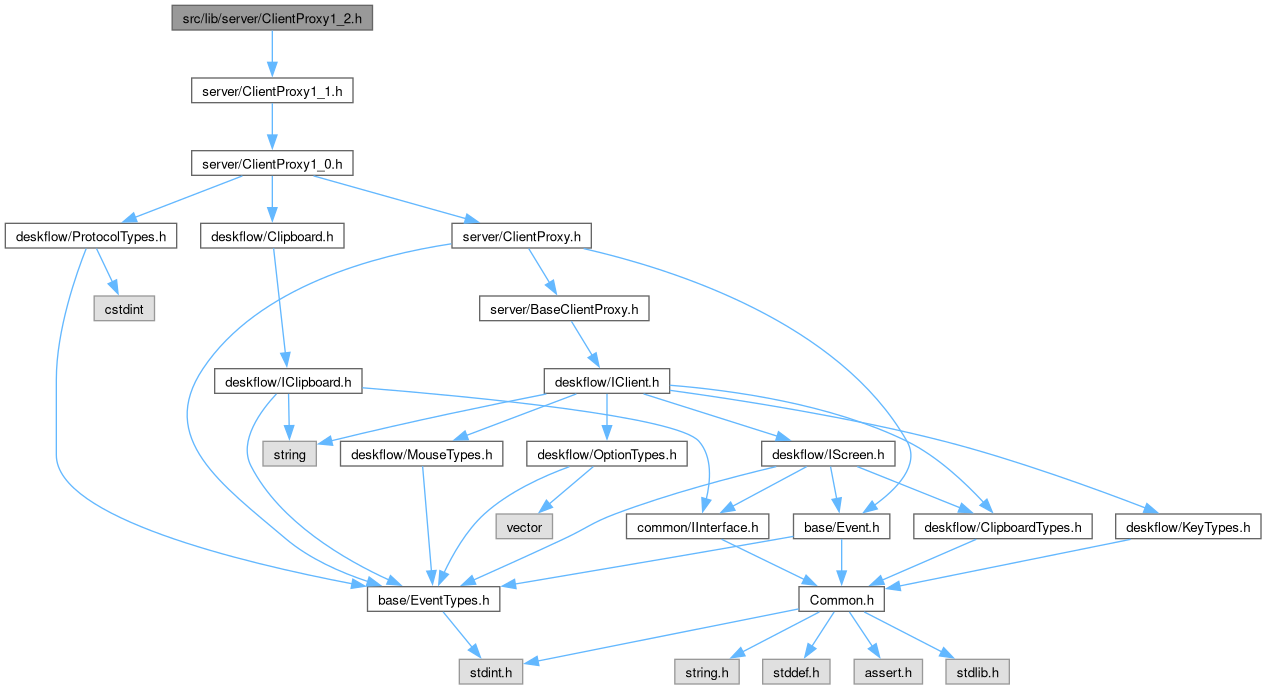 src/lib/server/ClientProxy1_2.h
server/ClientProxy1_1.h
server/ClientProxy1_0.h
deskflow/ProtocolTypes.h
deskflow/Clipboard.h
server/ClientProxy.h
cstdint
server/BaseClientProxy.h
deskflow/IClipboard.h
deskflow/IClient.h
string
deskflow/MouseTypes.h
deskflow/OptionTypes.h
deskflow/IScreen.h
vector
common/IInterface.h
base/Event.h
deskflow/ClipboardTypes.h
deskflow/KeyTypes.h
base/EventTypes.h
Common.h
stdint.h
string.h
stddef.h
assert.h
stdlib.h